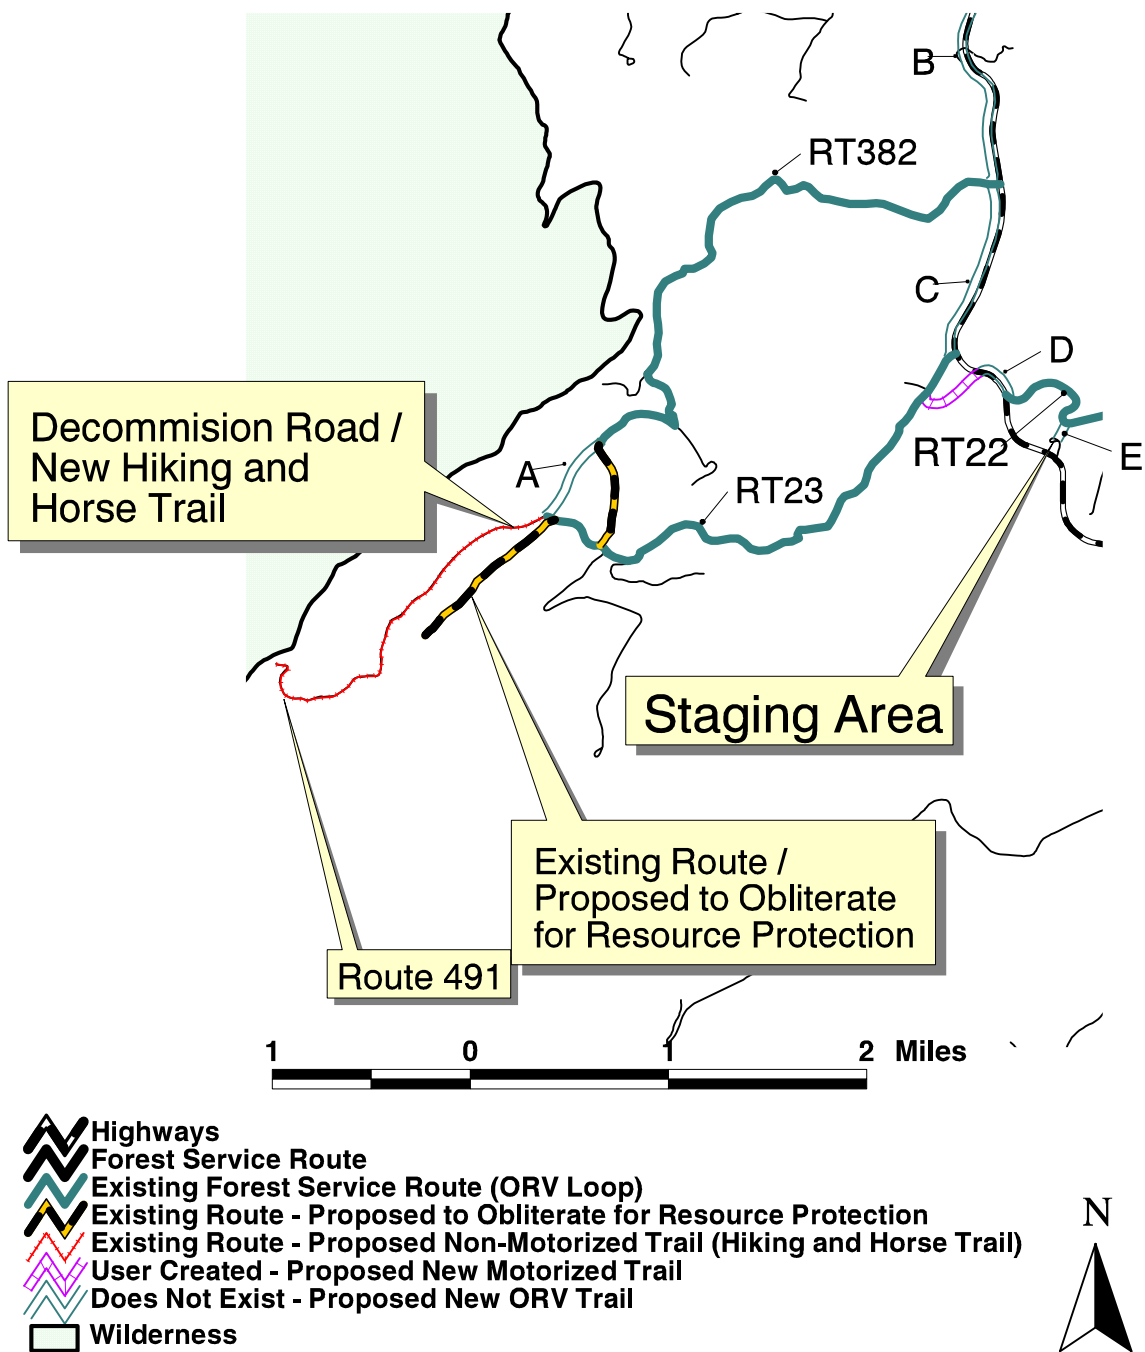 B
RT382
C
D
Decommision Road /
New Hiking and
Horse Trail
A
RT22
E
RT23
Staging Area
Existing Route /
Proposed to Obliterate
for Resource Protection
Route 491
1 0 1 2 Miles
Highways
Forest Service Route
Existing Forest Service Route (ORV Loop)
Existing Route - Proposed to Obliterate for Resource Protection
Existing Route - Proposed Non-Motorized Trail (Hiking and Horse Trail)
User Created - Proposed New Motorized Trail
Does Not Exist - Proposed New ORV Trail
Wilderness
N